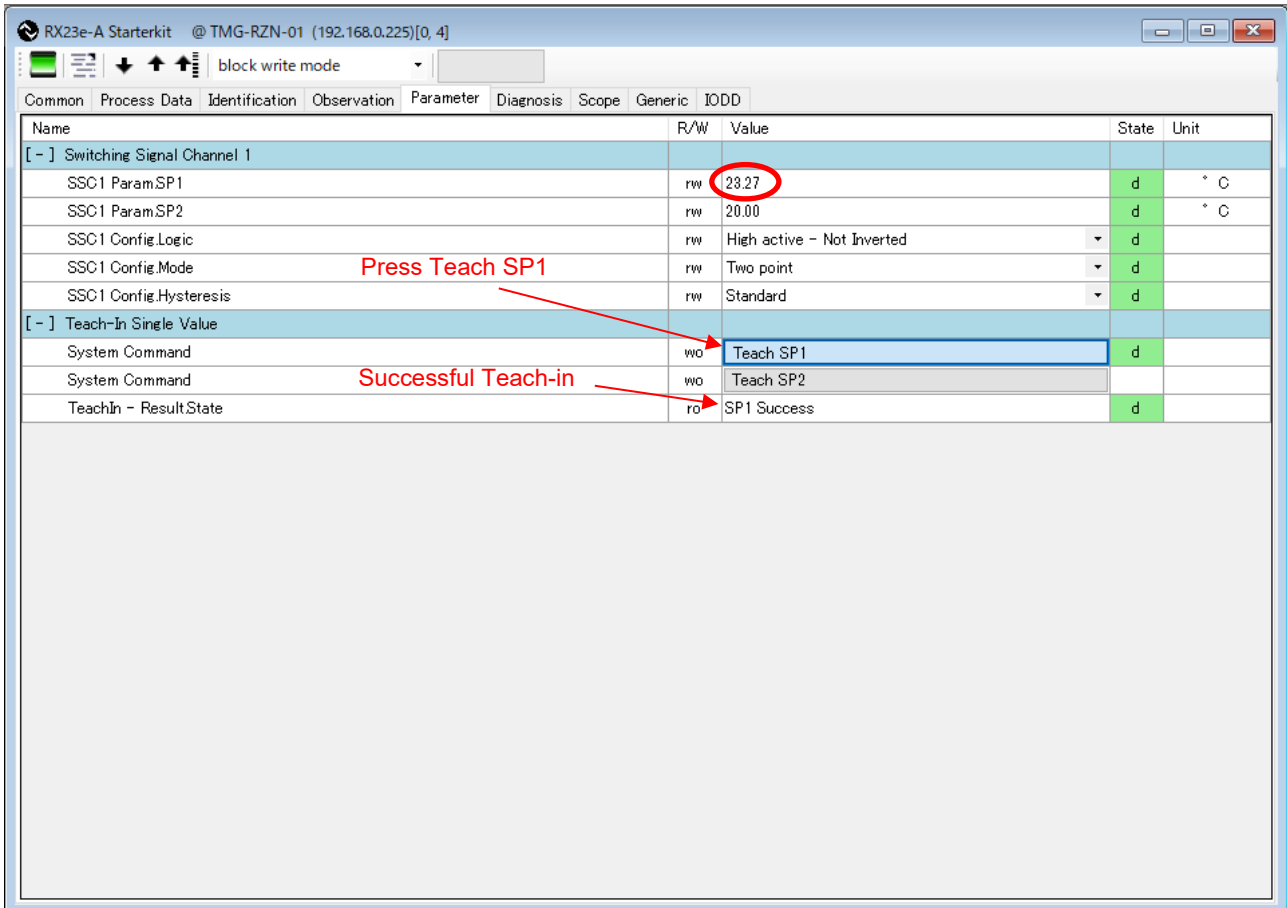 RX23e-A Starterkit @ TMG-RZN-01 (192.168.0.225)[0, 4]
block write mode
Common Process Data Identification Observation Parameter Diagnosis Scope Generic IODD
Name R/W Value State Unit
[ - ] Switching Signal Channel 1
SSC1 Param.SP1 rw 23.27 d ° C
SSC1 Param.SP2 rw 20.00 d ° C
SSC1 Config.Logic rw High active - Not Inverted d
SSC1 Config.Mode Press Teach SP1 rw Two point d
SSC1 Config.Hysteresis rw Standard d
[ - ] Teach-In Single Value
System Command wo Teach SP1 d
System Command Successful Teach-in wo Teach SP2
TeachIn - Result.State ro SP1 Success d